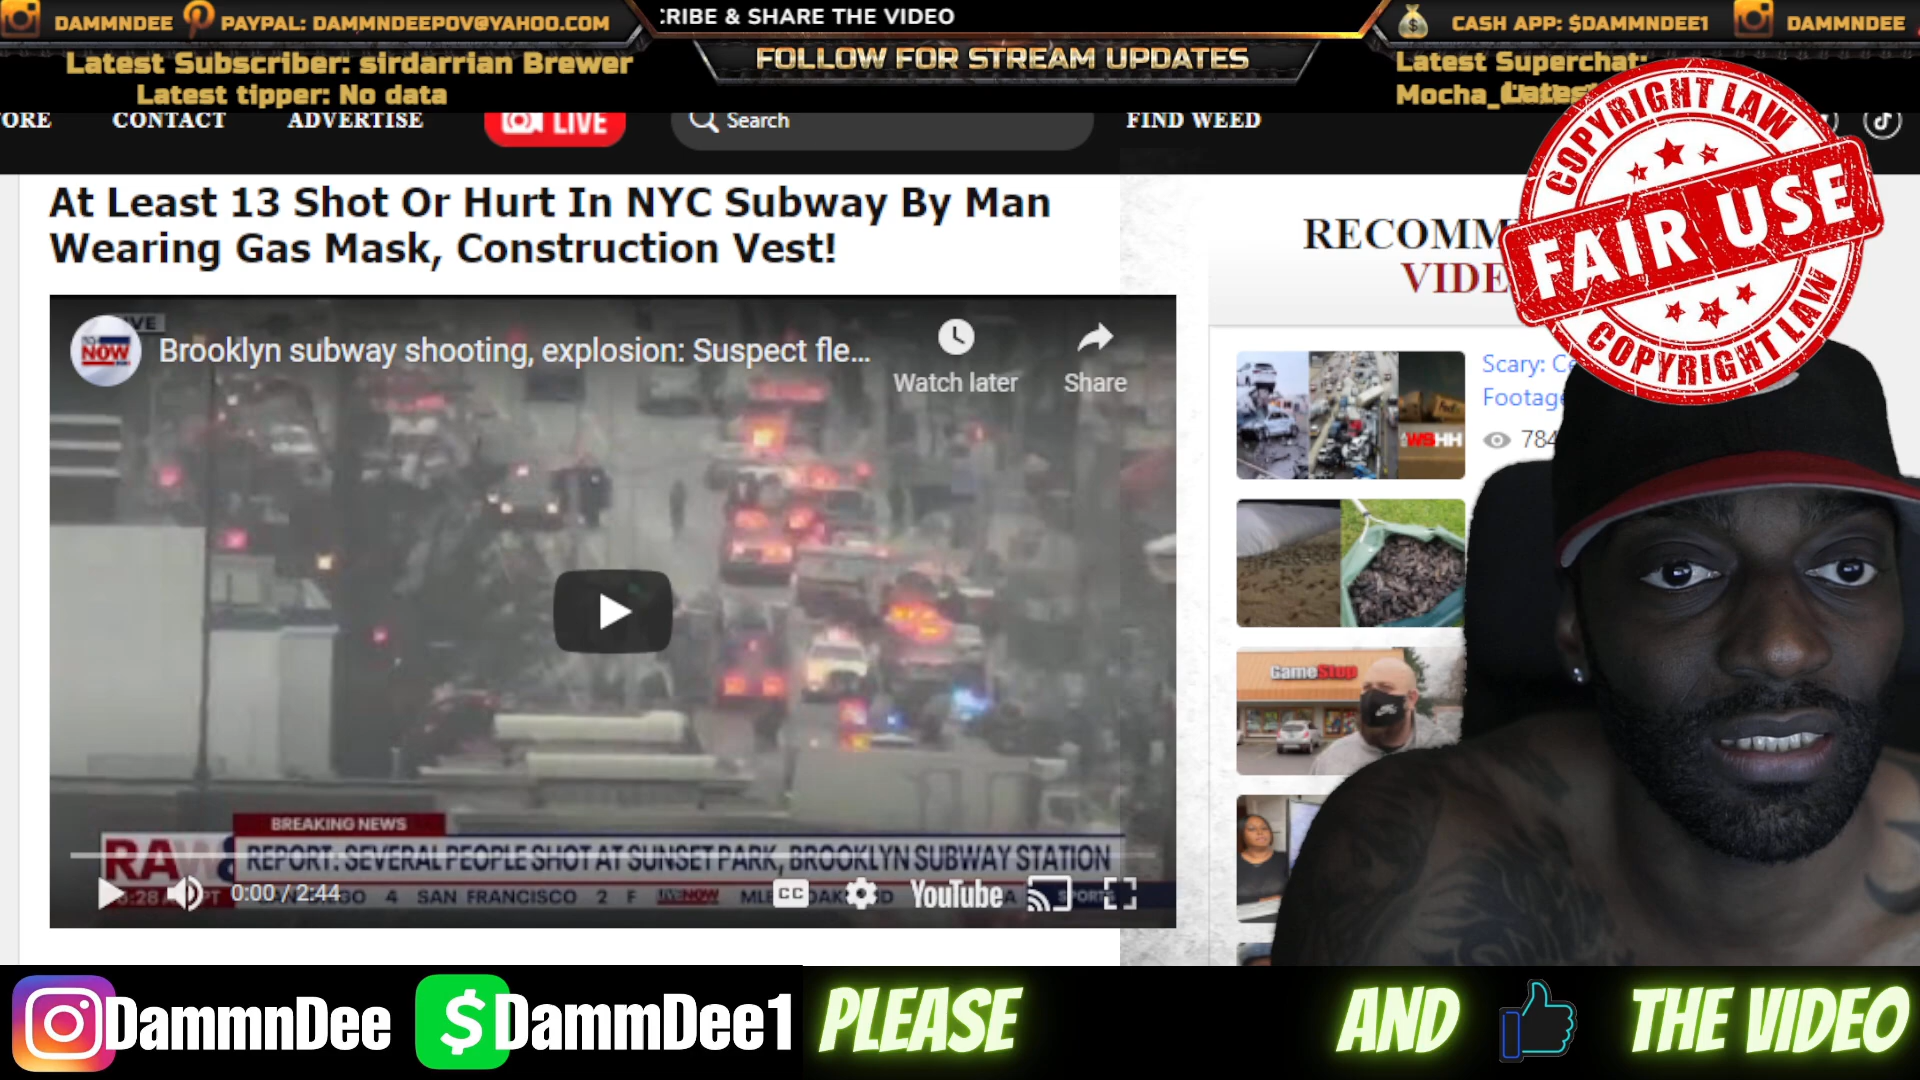 DAMMNDEE
PAYPAL: DAMMNDEEPOV@YAHOO.COM
CRIBE & SHARE THE VIDEO
CASH APP: $DAMMNDEE1
DAMMNDEE
Latest Subscriber: sirdarrian Brewer
Latest tipper: No data
FOLLOW FOR STREAM UPDATES
Latest Superchat:
Mocha_
ORE
CONTACT
ADVERTISE
LIVE
Search
FIND WEED
COPYRIGHT LAW
FAIR USE
COPYRIGHT LAW
At Least 13 Shot Or Hurt In NYC Subway By Man
Wearing Gas Mask, Construction Vest!
RECOMM
VIDE
NOW
Brooklyn subway shooting, explosion: Suspect fle...
Watch later
Share
Scary: C
Footag
784
WSHH
GameStop
BREAKING NEWS
REPORT: SEVERAL PEOPLE SHOT AT SUNSET PARK, BROOKLYN SUBWAY STATION
0:00 / 2:44
4 SAN FRANCISCO 2 F
CC
YouTube
DammnDee
$ DammDee1
PLEASE
AND
THE VIDEO